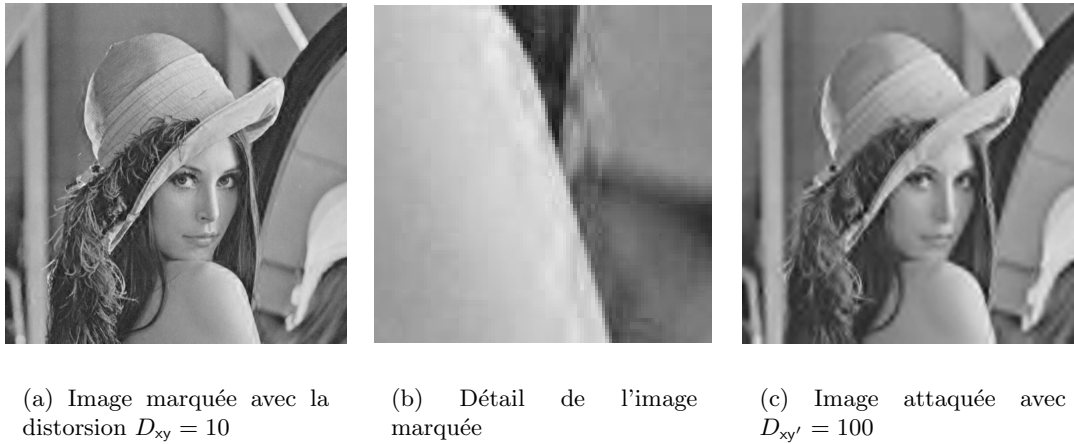 (a) Image marquée avec la
distorsion D_xy = 10
(b) Détail de l'image
marquée
(c) Image attaquée avec
D_xy′ = 100